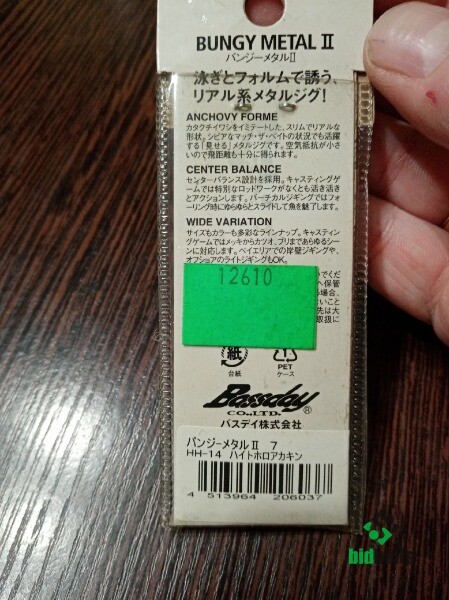 BUNGY METAL II
バンジーメタルII
泳ぎとフォルムで誘う、
リアル系メタルジグ!
ANCHOVY FORME
カタクチイワシをイミテートした、スリムでリアルな
形状。シビアなマッチ・ザ・ベイトの状況でも活躍
する「見せる」メタルジグです。空気抵抗が小さ
いので飛距離も十分に得られます。
CENTER BALANCE
センターバランス設計を採用。キャスティングゲ
ームでは特別なロッドワークがなくとも活き活き
とアクションします。バーチカルジギングではフォ
ーリング時にゆらゆらとスライドして魚を魅了します。
WIDE VARIATION
サイズもカラーも多彩なラインナップ。キャスティ
ングゲームではメッキからカツオ、ブリまであらゆるシー
ンに対応します。ベイエリアでの岸壁ジギングも、
オフショアのライトジギングもOK。
12610
紙
台紙
PET
ケース
Bassday®
CO.,LTD.
バスデイ株式会社
バンジーメタルII 7
HH-14 ハイトホロアカキン
4 513964 206037
bid